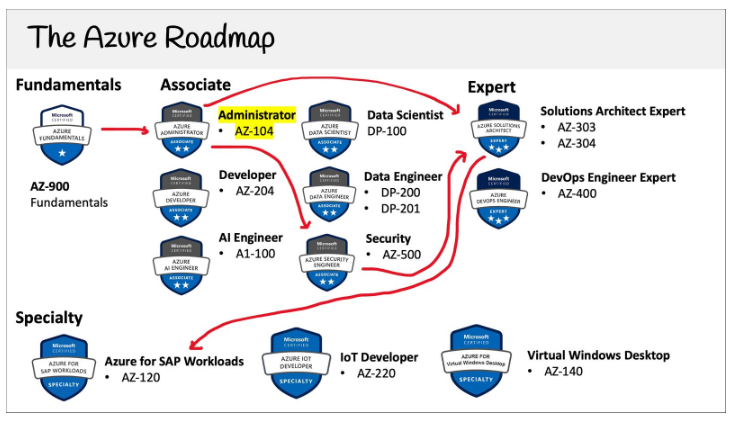 The Azure Roadmap
Fundamentals
Associate
Expert
Microsoft
CERTIFIED
AZURE
FUNDAMENTALS
AZ-900
Fundamentals
Microsoft
CERTIFIED
AZURE
ADMINISTRATOR
ASSOCIATE
Administrator
• AZ-104
Microsoft
CERTIFIED
AZURE
DATA SCIENTIST
ASSOCIATE
Data Scientist
DP-100
Microsoft
CERTIFIED
AZURE SOLUTIONS
ARCHITECT
EXPERT
Solutions Architect Expert
• AZ-303
• AZ-304
Microsoft
CERTIFIED
AZURE
DEVELOPER
ASSOCIATE
Developer
• AZ-204
Microsoft
CERTIFIED
AZURE
DATA ENGINEER
ASSOCIATE
Data Engineer
• DP-200
• DP-201
Microsoft
CERTIFIED
AZURE
DEVOPS ENGINEER
EXPERT
DevOps Engineer Expert
• AZ-400
Microsoft
CERTIFIED
AZURE
AI ENGINEER
ASSOCIATE
AI Engineer
• A1-100
Microsoft
CERTIFIED
AZURE SECURITY
ENGINEER
ASSOCIATE
Security
• AZ-500
Specialty
Microsoft
CERTIFIED
AZURE FOR
SAP WORKLOADS
SPECIALTY
Azure for SAP Workloads
• AZ-120
Microsoft
CERTIFIED
AZURE IOT
DEVELOPER
SPECIALTY
IoT Developer
• AZ-220
Microsoft
CERTIFIED
AZURE FOR
Virtual Windows Desktop
SPECIALTY
Virtual Windows Desktop
• AZ-140